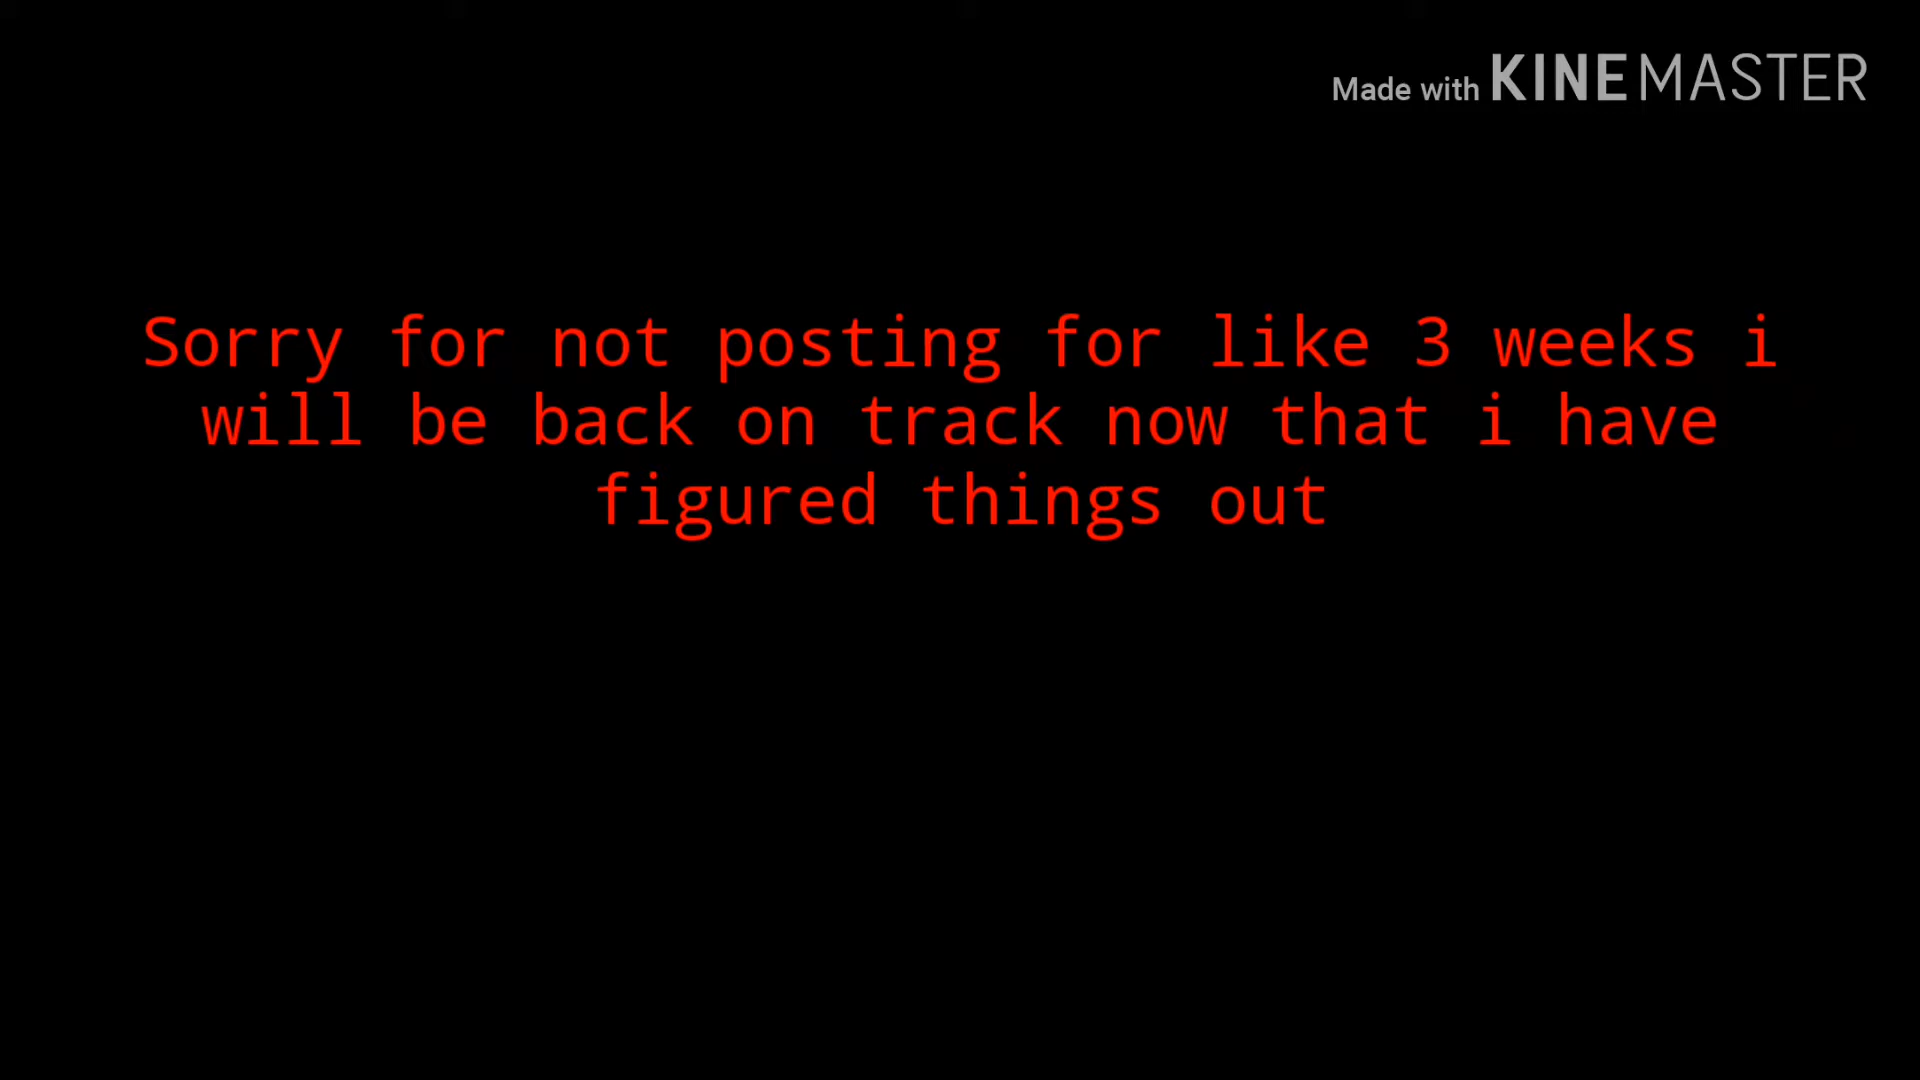 Made with KINEMASTER
Sorry for not posting for like 3 weeks i
will be back on track now that i have
figured things out